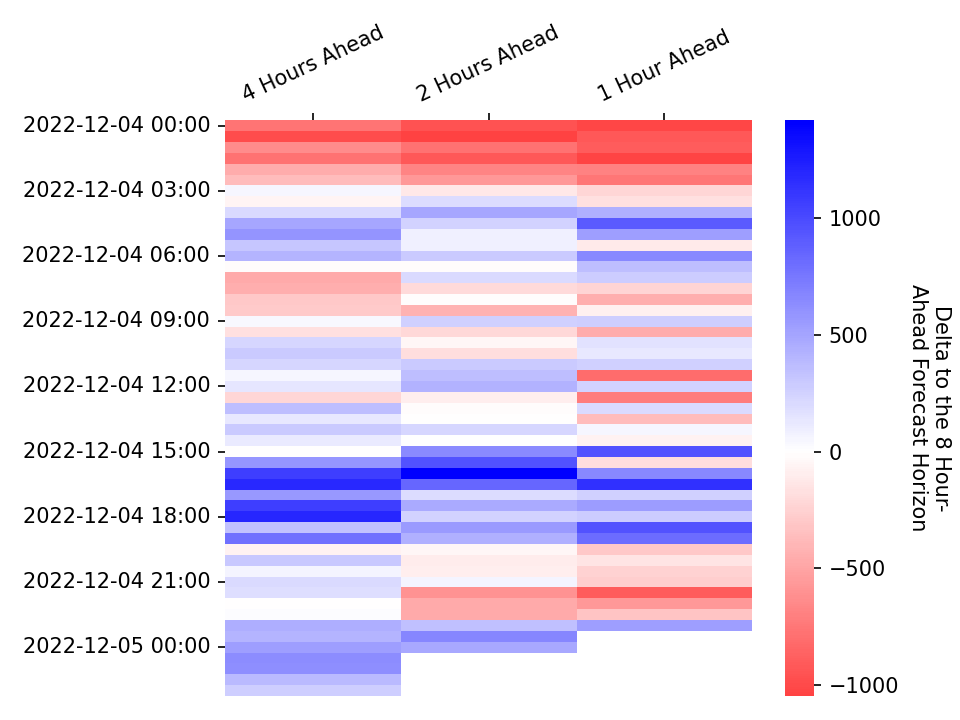 4 Hours Ahead
2 Hours Ahead
1 Hour Ahead
2022-12-04 00:00
2022-12-04 03:00
2022-12-04 06:00
2022-12-04 09:00
2022-12-04 12:00
2022-12-04 15:00
2022-12-04 18:00
2022-12-04 21:00
2022-12-05 00:00
1000
500
0
−500
−1000
Delta to the 8 Hour-
Ahead Forecast Horizon